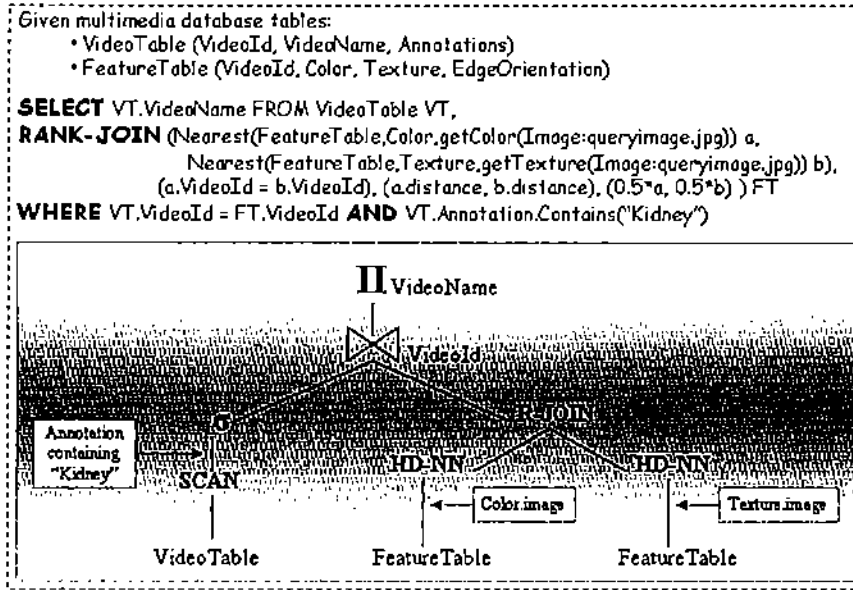 Given multimedia database tables:
• VideoTable (VideoId, VideoName, Annotations)
• FeatureTable (VideoId, Color, Texture, EdgeOrientation)
SELECT VT.VideoName FROM VideoTable VT,
RANK-JOIN (Nearest(FeatureTable,Color,getColor(Image:queryimage.jpg)) a,
Nearest(FeatureTable,Texture,getTexture(Image:queryimage.jpg)) b),
(a.VideoId = b.VideoId), (a.distance, b.distance), (0.5*a, 0.5*b) ) FT
WHERE VT.VideoId = FT.VideoId AND VT.Annotation.Contains("Kidney")
Π VideoName
⋈ VideoId
σ
R-JOIN
Annotation
containing
"Kidney"
SCAN
HD-NN
HD-NN
Color.image
Texture.image
VideoTable
FeatureTable
FeatureTable